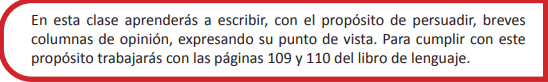 En esta clase aprenderás a escribir, con el propósito de persuadir, breves
columnas de opinión, expresando su punto de vista. Para cumplir con este
propósito trabajarás con las páginas 109 y 110 del libro de lenguaje.